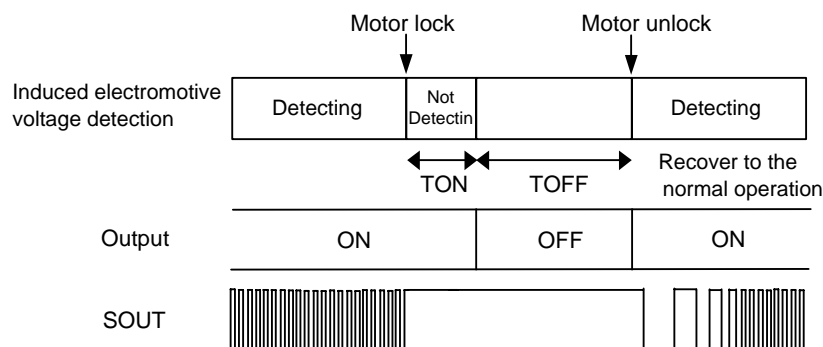 Motor lock
Motor unlock
Induced electromotive
voltage detection
Detecting
Not
Detectin
Detecting
TON
TOFF
Recover to the
normal operation
Output
ON
OFF
ON
SOUT